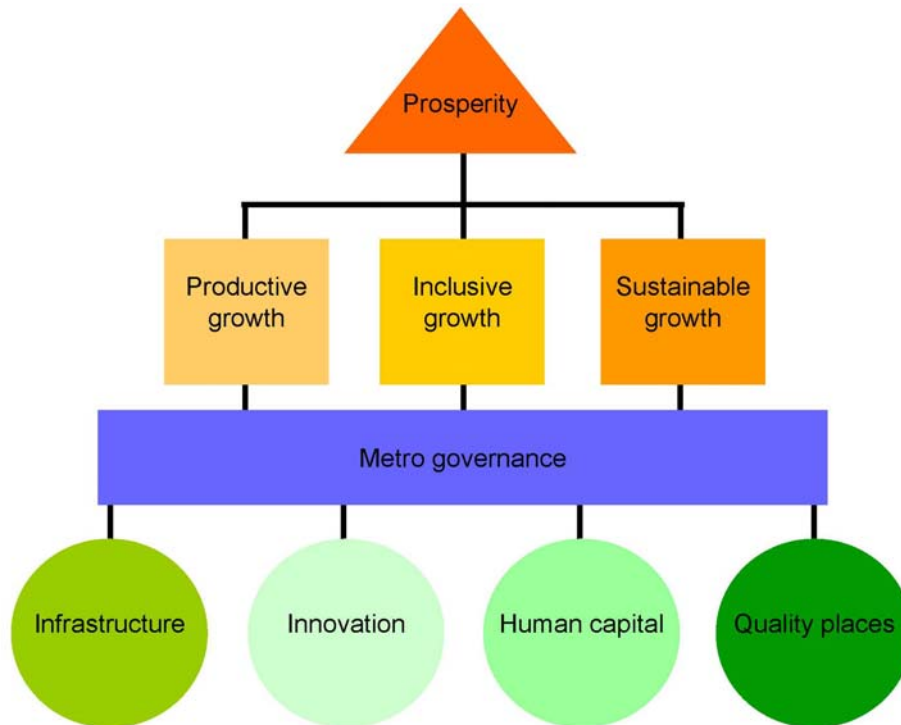 Prosperity
Productive
growth
Inclusive
growth
Sustainable
growth
Metro governance
Infrastructure
Innovation
Human capital
Quality places